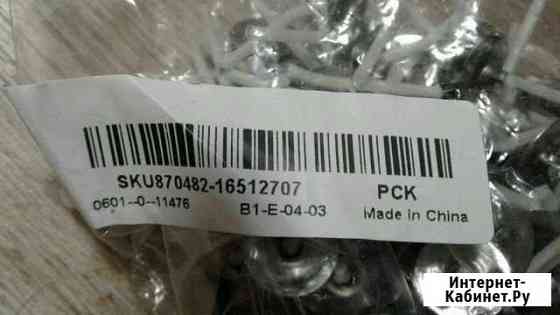 SKU870482-16512707 PCK
0601--0--11476 B1-E-04-03 Made in China
Интернет-
Кабинет.Ру